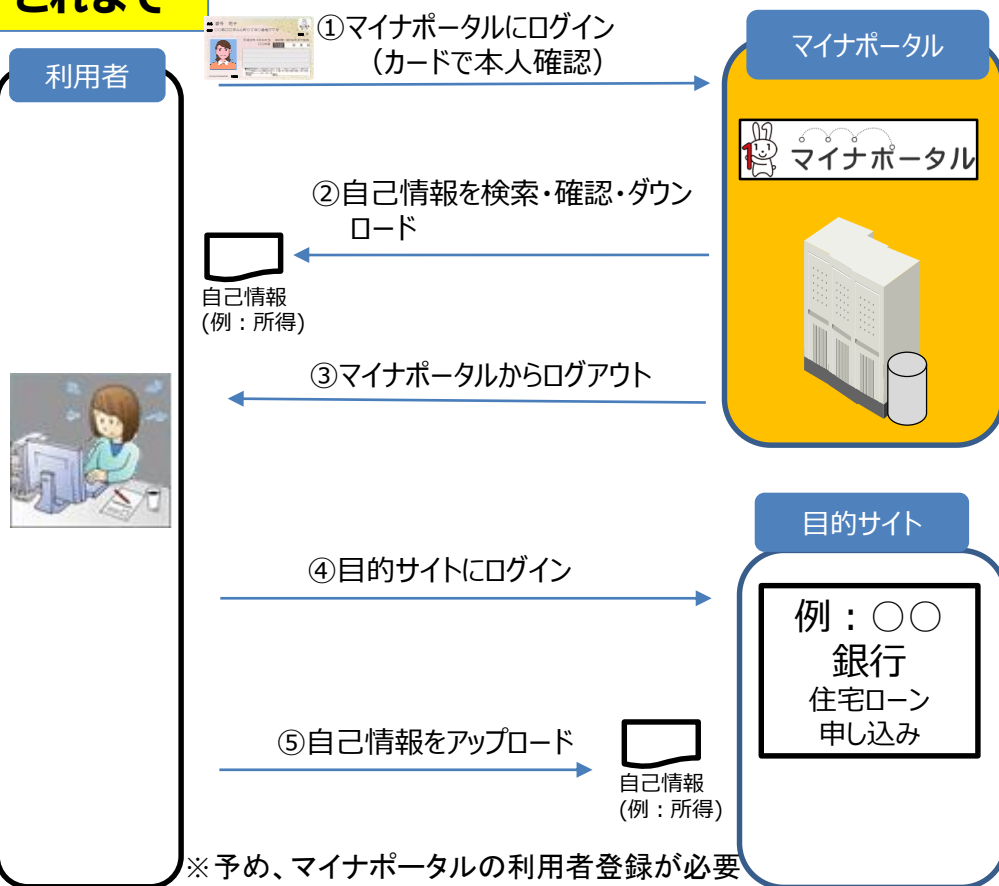 これまで
①マイナポータルにログイン
（カードで本人確認）
利用者
マイナポータル
マイナポータル
②自己情報を検索・確認・ダウン
ロード
自己情報
(例：所得)
③マイナポータルからログアウト
目的サイト
④目的サイトにログイン
例：○○
銀行
住宅ローン
申し込み
⑤自己情報をアップロード
自己情報
(例：所得)
※予め、マイナポータルの利用者登録が必要